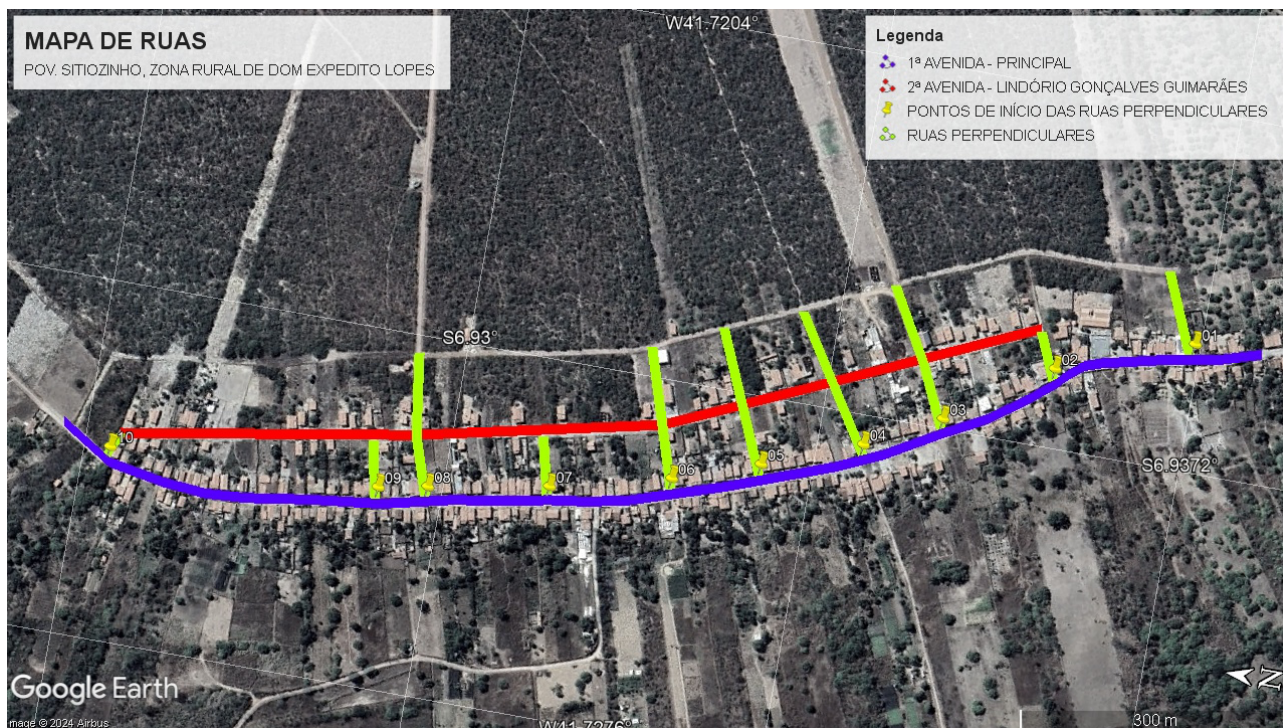 MAPA DE RUAS
POV. SITIOZINHO, ZONA RURAL DE DOM EXPEDITO LOPES
W41.7204°
Legenda
1ª AVENIDA - PRINCIPAL
2ª AVENIDA - LINDÓRIO GONÇALVES GUIMARÃES
PONTOS DE INÍCIO DAS RUAS PERPENDICULARES
RUAS PERPENDICULARES
S6.93°
01
02
03
04
05
06
07
08
09
10
S6.9372°
Google Earth
mage © 2024 Airbus
W41.7276°
300 m
N